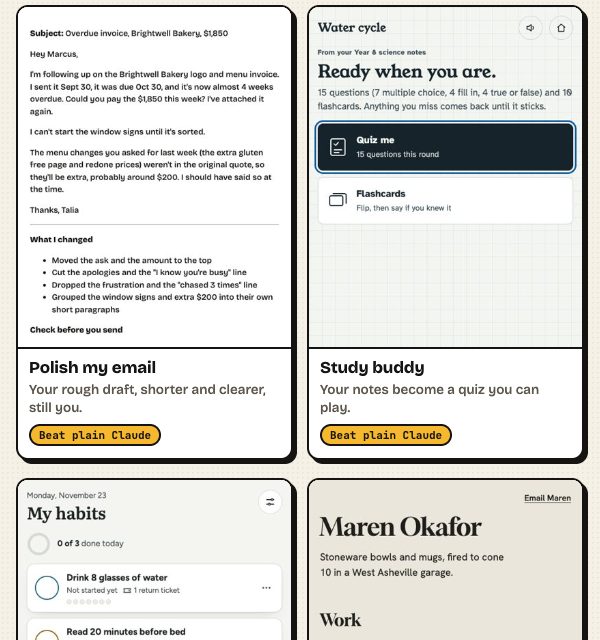 Subject: Overdue invoice, Brightwell Bakery, $1,850
Hey Marcus,
I'm following up on the Brightwell Bakery logo and menu invoice.
I sent it Sept 30, it was due Oct 30, and it's now almost 4 weeks
overdue. Could you pay the $1,850 this week? I've attached it
again.
I can't start the window signs until it's sorted.
The menu changes you asked for last week (the extra gluten
free page and redone prices) weren't in the original quote, so
they'll be extra, probably around $200. I should have said so at
the time.
Thanks, Talia
What I changed
• Moved the ask and the amount to the top
• Cut the apologies and the "I know you're busy" line
• Dropped the frustration and the "chased 3 times" line
• Grouped the window signs and extra $200 into their own
short paragraphs
Check before you send
Polish my email
Your rough draft, shorter and clearer,
still you.
Beat plain Claude
Water cycle
From your Year 8 science notes
Ready when you are.
15 questions (7 multiple choice, 4 fill in, 4 true or false) and 10
flashcards. Anything you miss comes back until it sticks.
Quiz me
15 questions this round
Flashcards
Flip, then say if you knew it
Study buddy
Your notes become a quiz you can
play.
Beat plain Claude
Monday, November 23
My habits
0 of 3 done today
Drink 8 glasses of water
Not started yet 1 return ticket
Read 20 minutes before bed
Email Maren
Maren Okafor
Stoneware bowls and mugs, fired to cone
10 in a West Asheville garage.
Work